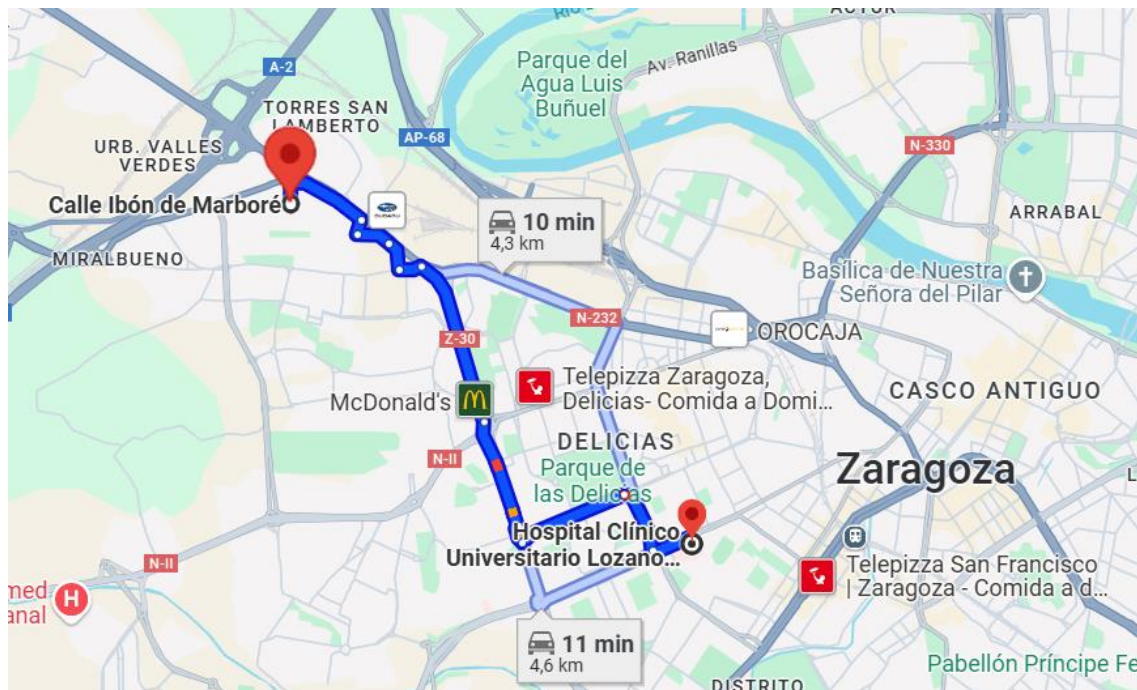 ACTUR
Parque del
Agua Luis
Buñuel
Av. Ranillas
A-2
TORRES SAN
LAMBERTO
AP-68
URB. VALLES
VERDES
N-330
Calle Ibón de Marboré
SUBARU
10 min
4,3 km
ARRABAL
MIRALBUENO
Basílica de Nuestra
Señora del Pilar
N-232
OROCAJA
Z-30
McDonald's
Telepizza Zaragoza,
Delicias- Comida a Domi...
CASCO ANTIGUO
DELICIAS
N-II
Parque de
las Delicias
Zaragoza
Hospital Clínico
Universitario Lozano...
N-II
Telepizza San Francisco
| Zaragoza - Comida a d...
H
11 min
4,6 km
Pabellón Príncipe Fe
DISTRITO